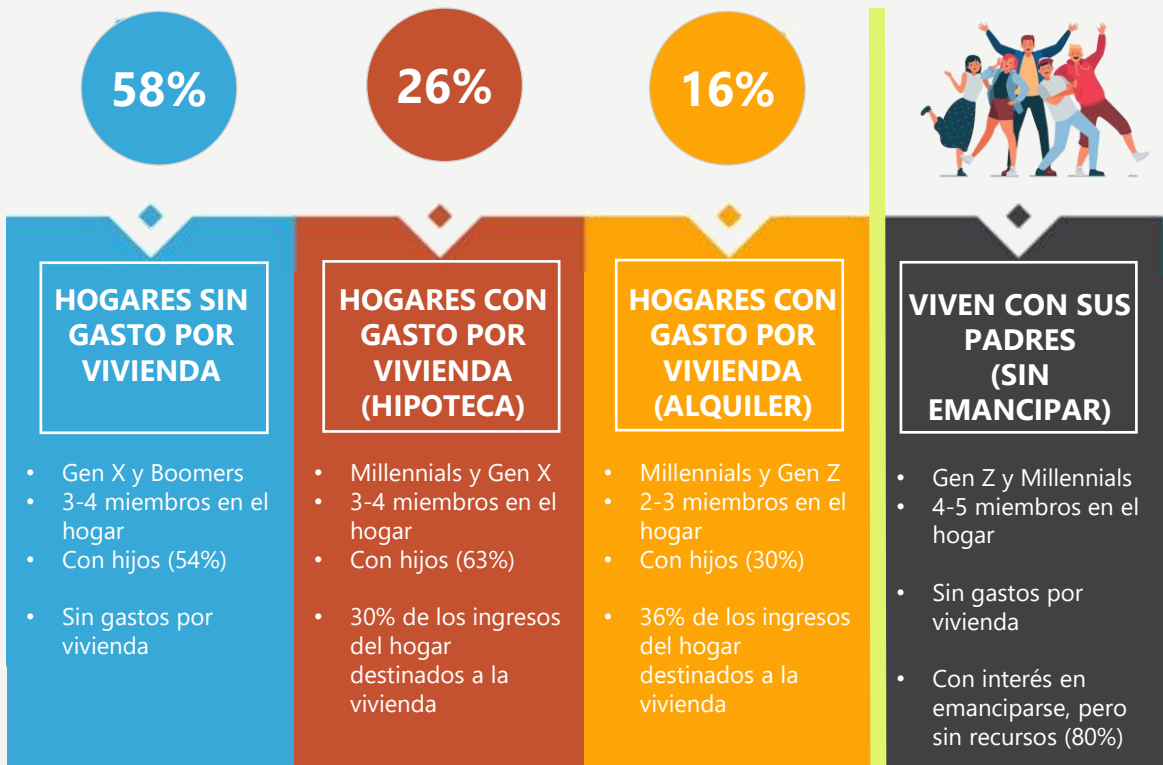 58%
HOGARES SIN
GASTO POR
VIVIENDA
• Gen X y Boomers
• 3-4 miembros en el
hogar
• Con hijos (54%)
• Sin gastos por
vivienda
26%
HOGARES CON
GASTO POR
VIVIENDA
(HIPOTECA)
• Millennials y Gen X
• 3-4 miembros en el
hogar
• Con hijos (63%)
• 30% de los ingresos
del hogar
destinados a la
vivienda
16%
HOGARES CON
GASTO POR
VIVIENDA
(ALQUILER)
• Millennials y Gen Z
• 2-3 miembros en el
hogar
• Con hijos (30%)
• 36% de los ingresos
del hogar
destinados a la
vivienda
VIVEN CON SUS
PADRES
(SIN
EMANCIPAR)
• Gen Z y Millennials
• 4-5 miembros en el
hogar
• Sin gastos por
vivienda
• Con interés en
emanciparse, pero
sin recursos (80%)